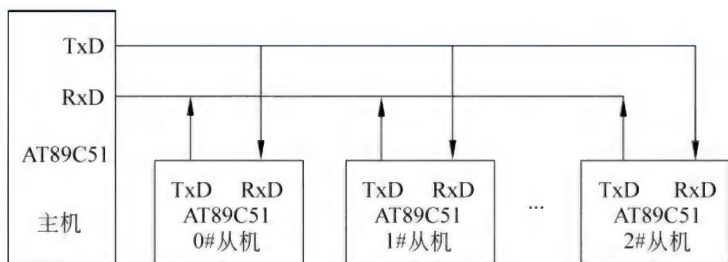 TxD
RxD
AT89C51
主机
TxD RxD
AT89C51
0#从机
TxD RxD
AT89C51
1#从机
...
TxD RxD
AT89C51
2#从机